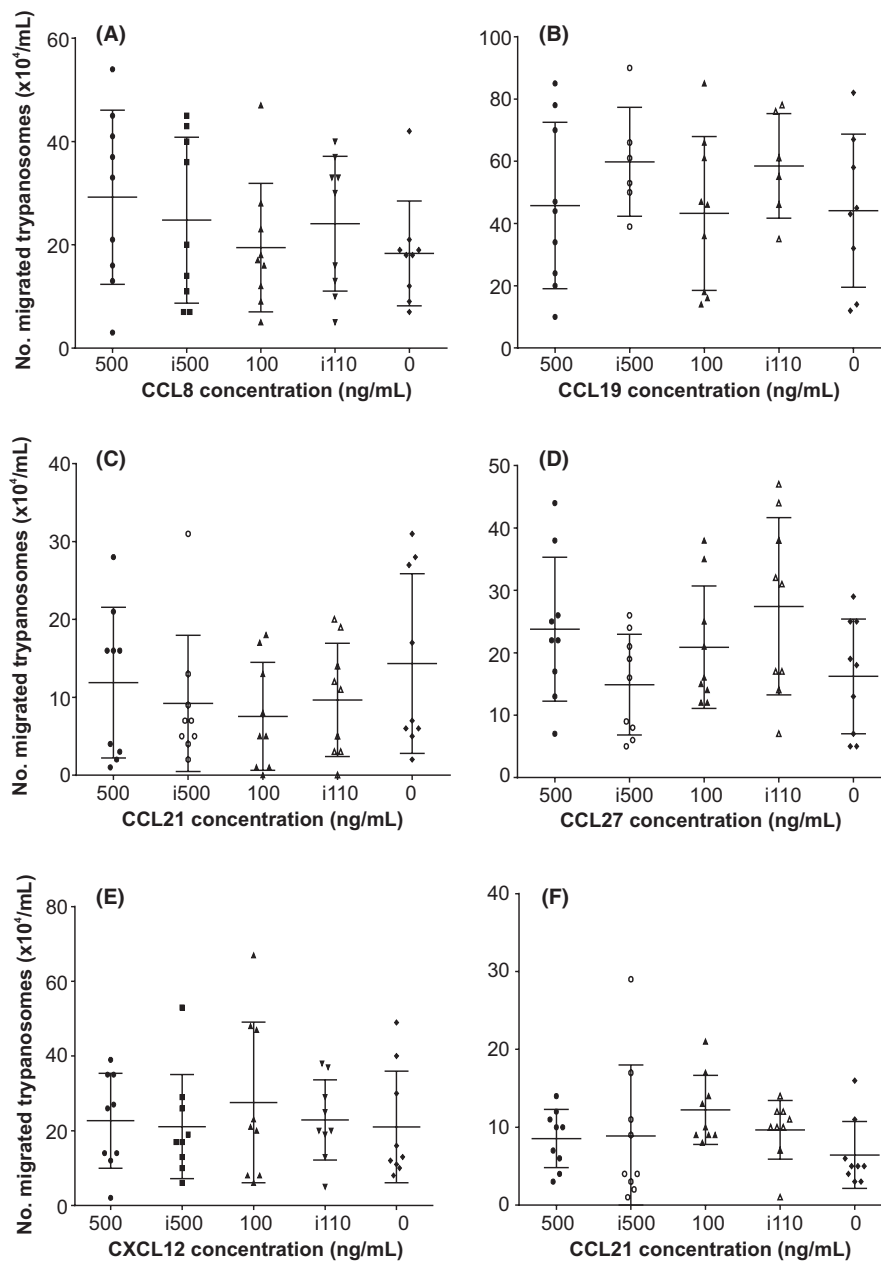 (A)
No. migrated trypanosomes (x10⁴/mL)
80
60
40
20
0
500 i500 100 i110 0
CCL8 concentration (ng/mL)
(B)
100
80
60
40
20
0
500 i500 100 i110 0
CCL19 concentration (ng/mL)
(C)
No. migrated trypanosomes (x10⁴/mL)
40
30
20
10
0
500 i500 100 i110 0
CCL21 concentration (ng/mL)
(D)
50
40
30
20
10
0
500 i500 100 i110 0
CCL27 concentration (ng/mL)
(E)
No. migrated trypanosomes (x10⁴/mL)
80
60
40
20
0
500 i500 100 i110 0
CXCL12 concentration (ng/mL)
(F)
40
30
20
10
0
500 i500 100 i110 0
CCL21 concentration (ng/mL)